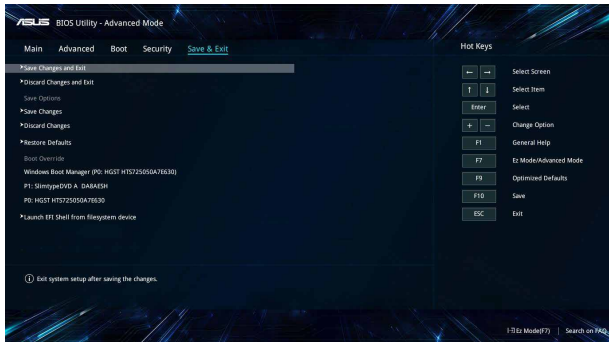 ASUS BIOS Utility - Advanced Mode
Main Advanced Boot Security Save & Exit
Save Changes and Exit
Discard Changes and Exit
Save Options
Save Changes
Discard Changes
Restore Defaults
Boot Override
Windows Boot Manager (P0: HGST HTS725050A7E630)
P1: SlimtypeDVD A DA8AESH
P0: HGST HTS725050A7E630
Launch EFI Shell from filesystem device
Exit system setup after saving the changes.
Hot Keys
← → Select Screen
↑ ↓ Select Item
Enter Select
+ − Change Option
F1 General Help
F7 Ez Mode/Advanced Mode
F9 Optimized Defaults
F10 Save
ESC Exit
Ez Mode(F7) | Search on FAQ